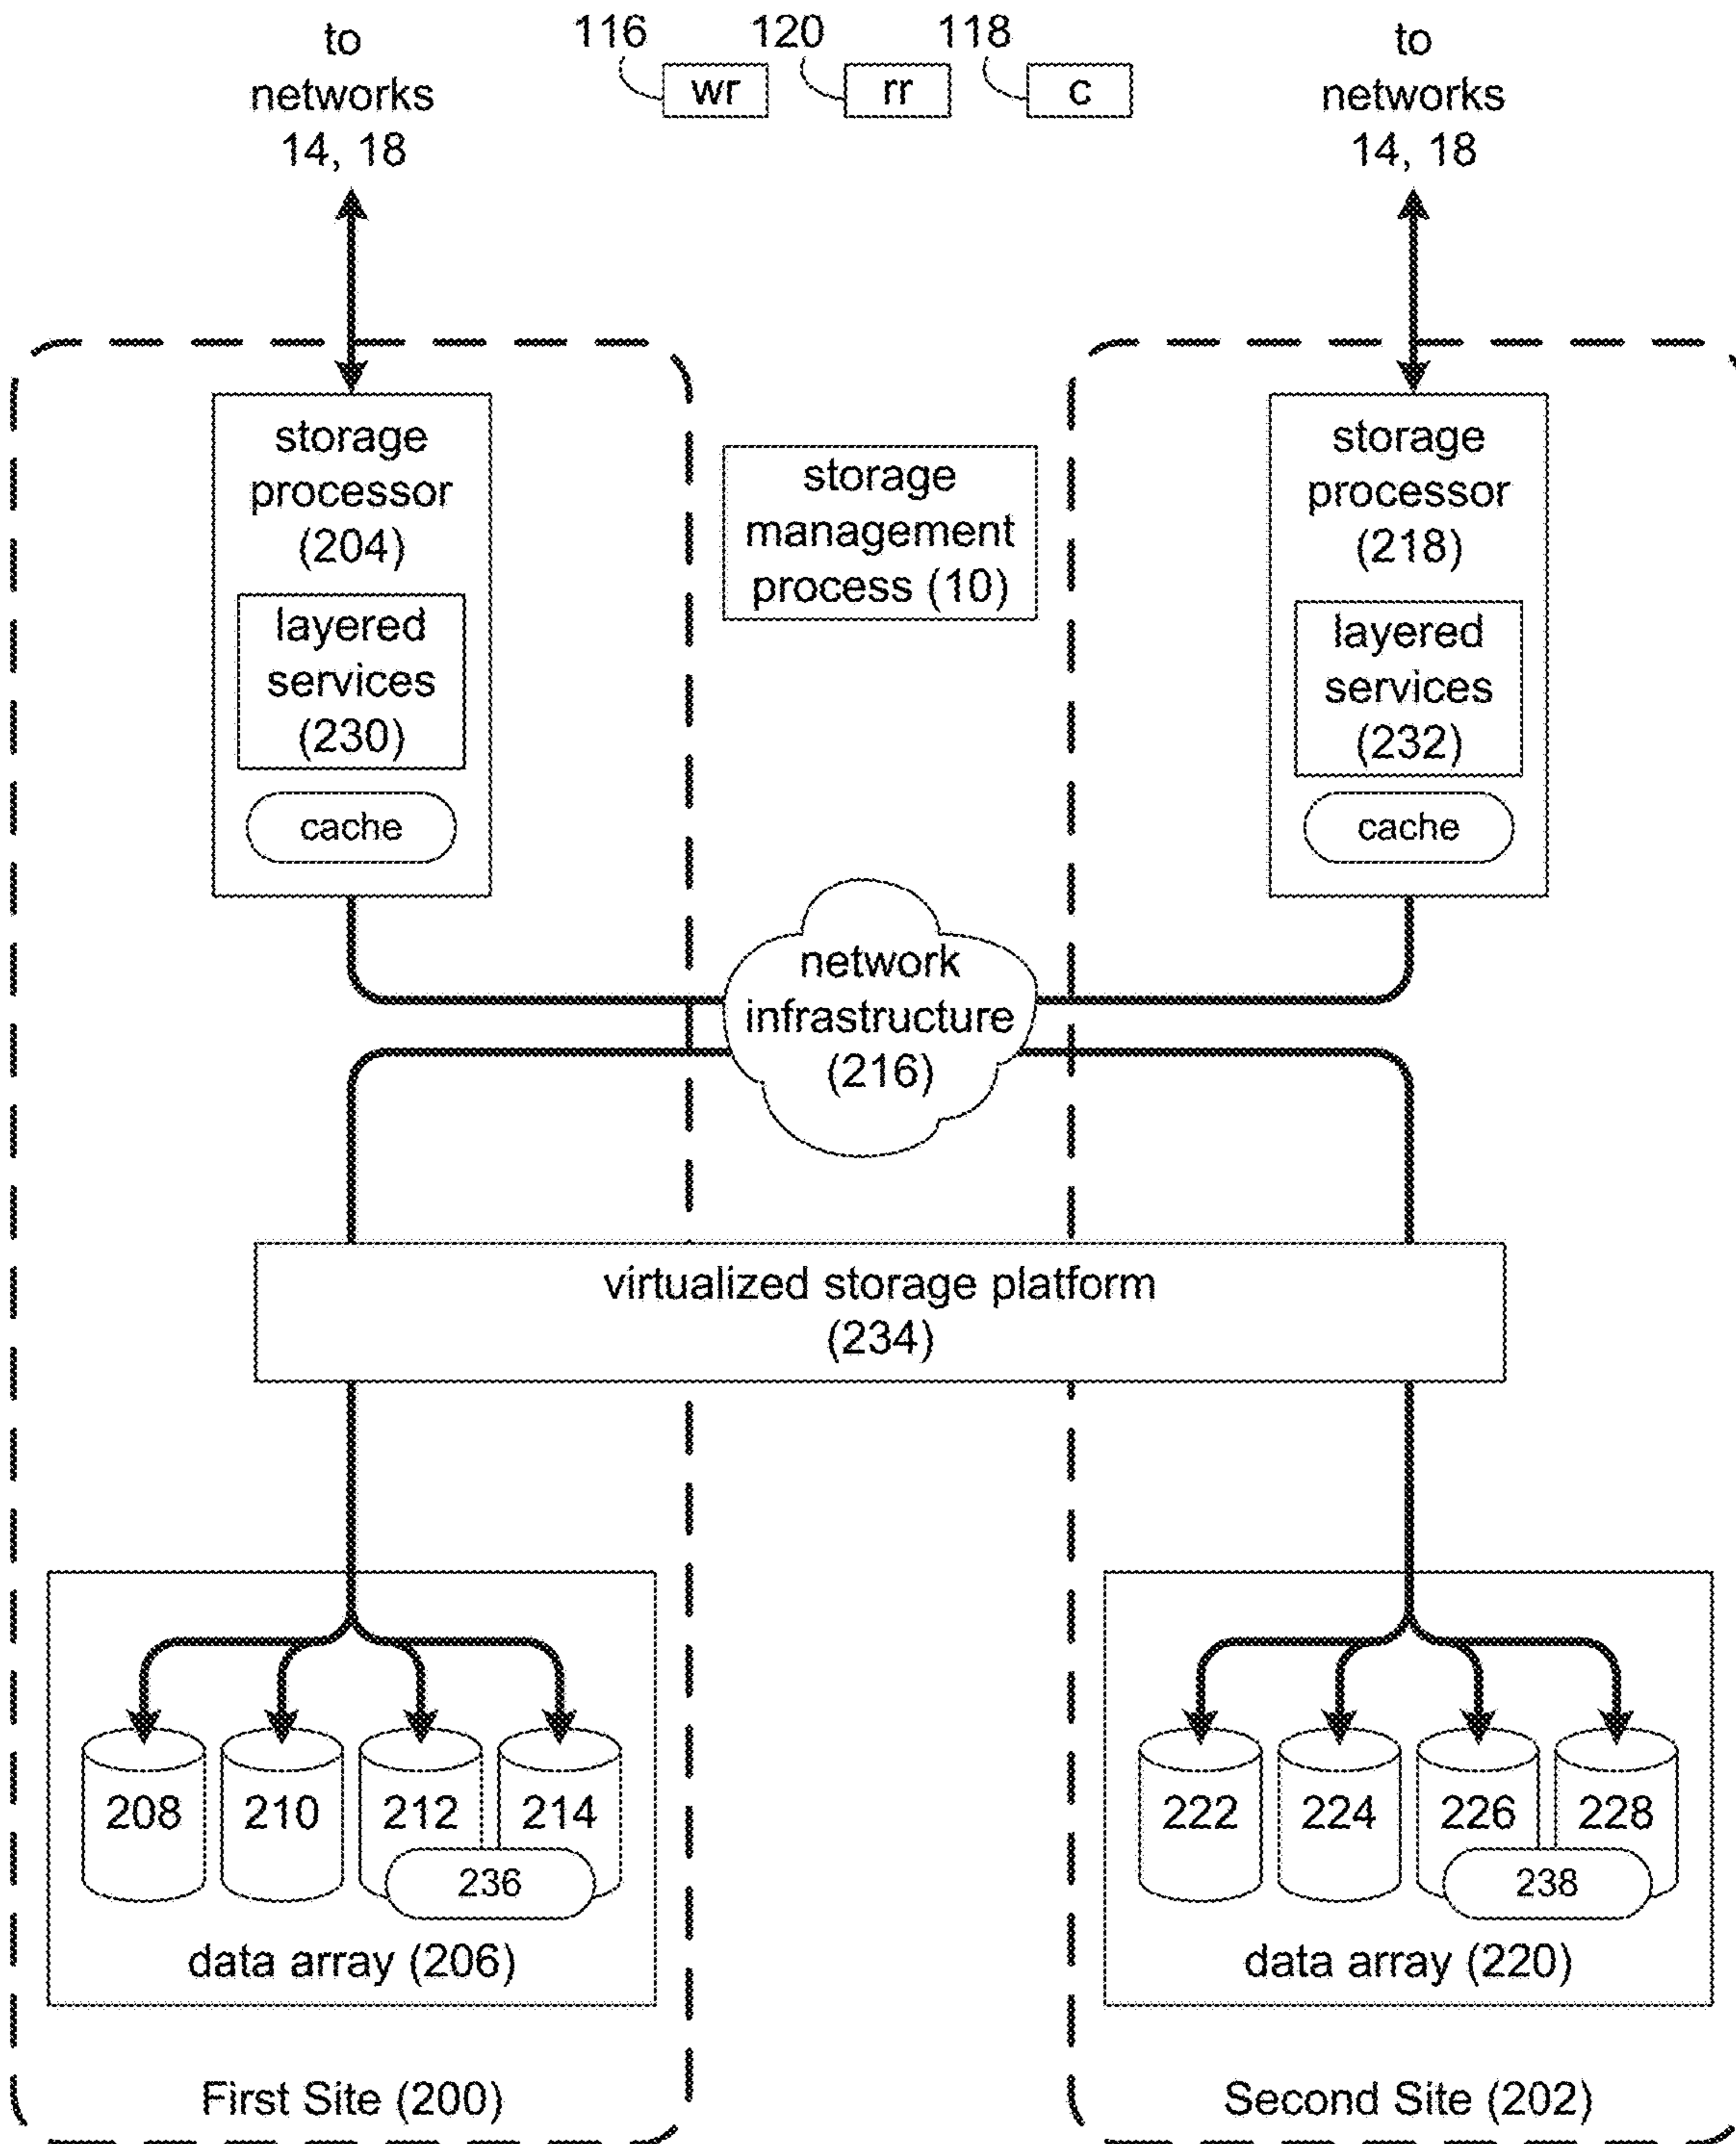 to
networks
14, 18
116
wr
120
rr
118
c
to
networks
14, 18
storage
processor
(204)
layered
services
(230)
cache
storage
management
process (10)
storage
processor
(218)
layered
services
(232)
cache
network
infrastructure
(216)
virtualized storage platform
(234)
208
210
212
214
236
data array (206)
First Site (200)
222
224
226
228
238
data array (220)
Second Site (202)